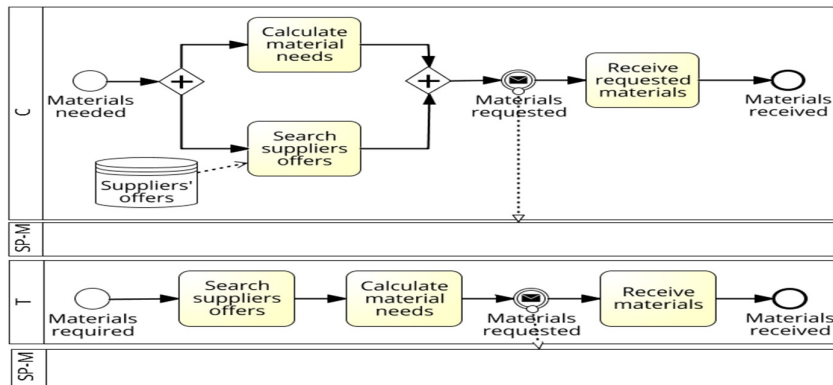 C
Materials
needed
Calculate
material
needs
Search
suppliers
offers
Suppliers'
offers
Materials
requested
Receive
requested
materials
Materials
received
SP-M
T
Materials
required
Search
suppliers
offers
Calculate
material
needs
Materials
requested
Receive
materials
Materials
received
SP-M